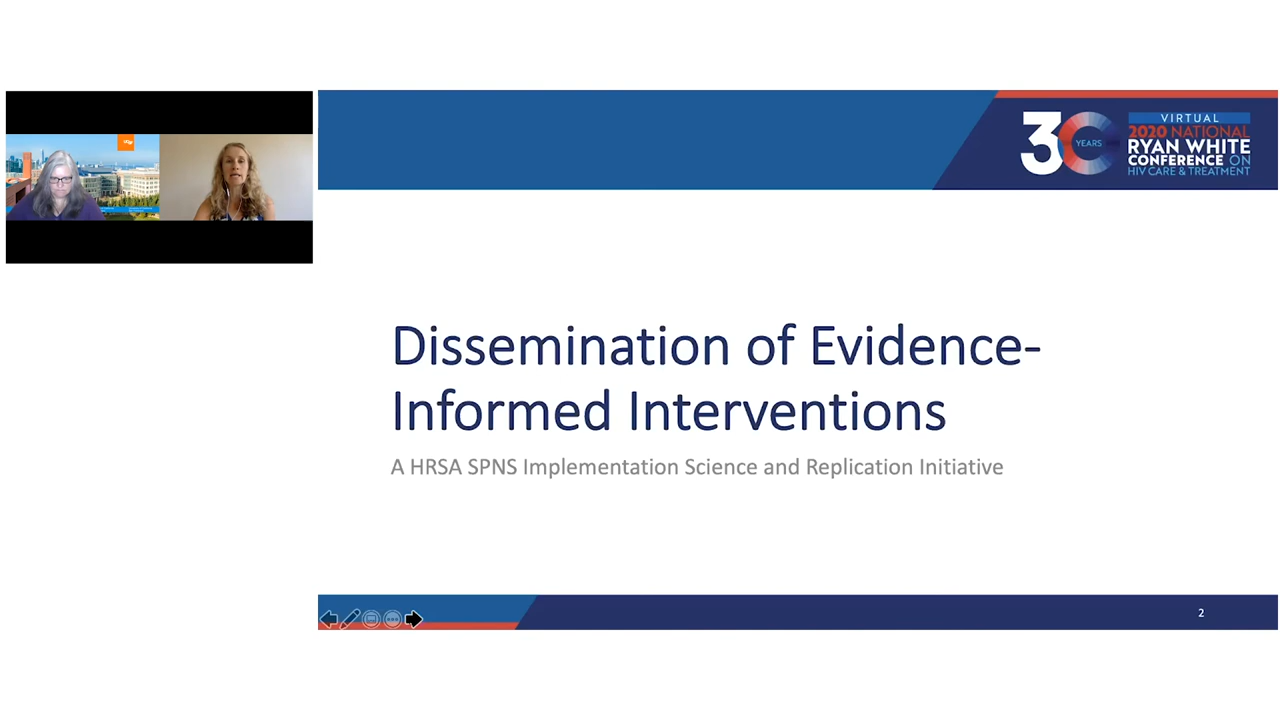 30
YEARS
VIRTUAL
2020 NATIONAL
RYAN WHITE
CONFERENCE ON
HIV CARE & TREATMENT
Dissemination of Evidence-
Informed Interventions
A HRSA SPNS Implementation Science and Replication Initiative
2